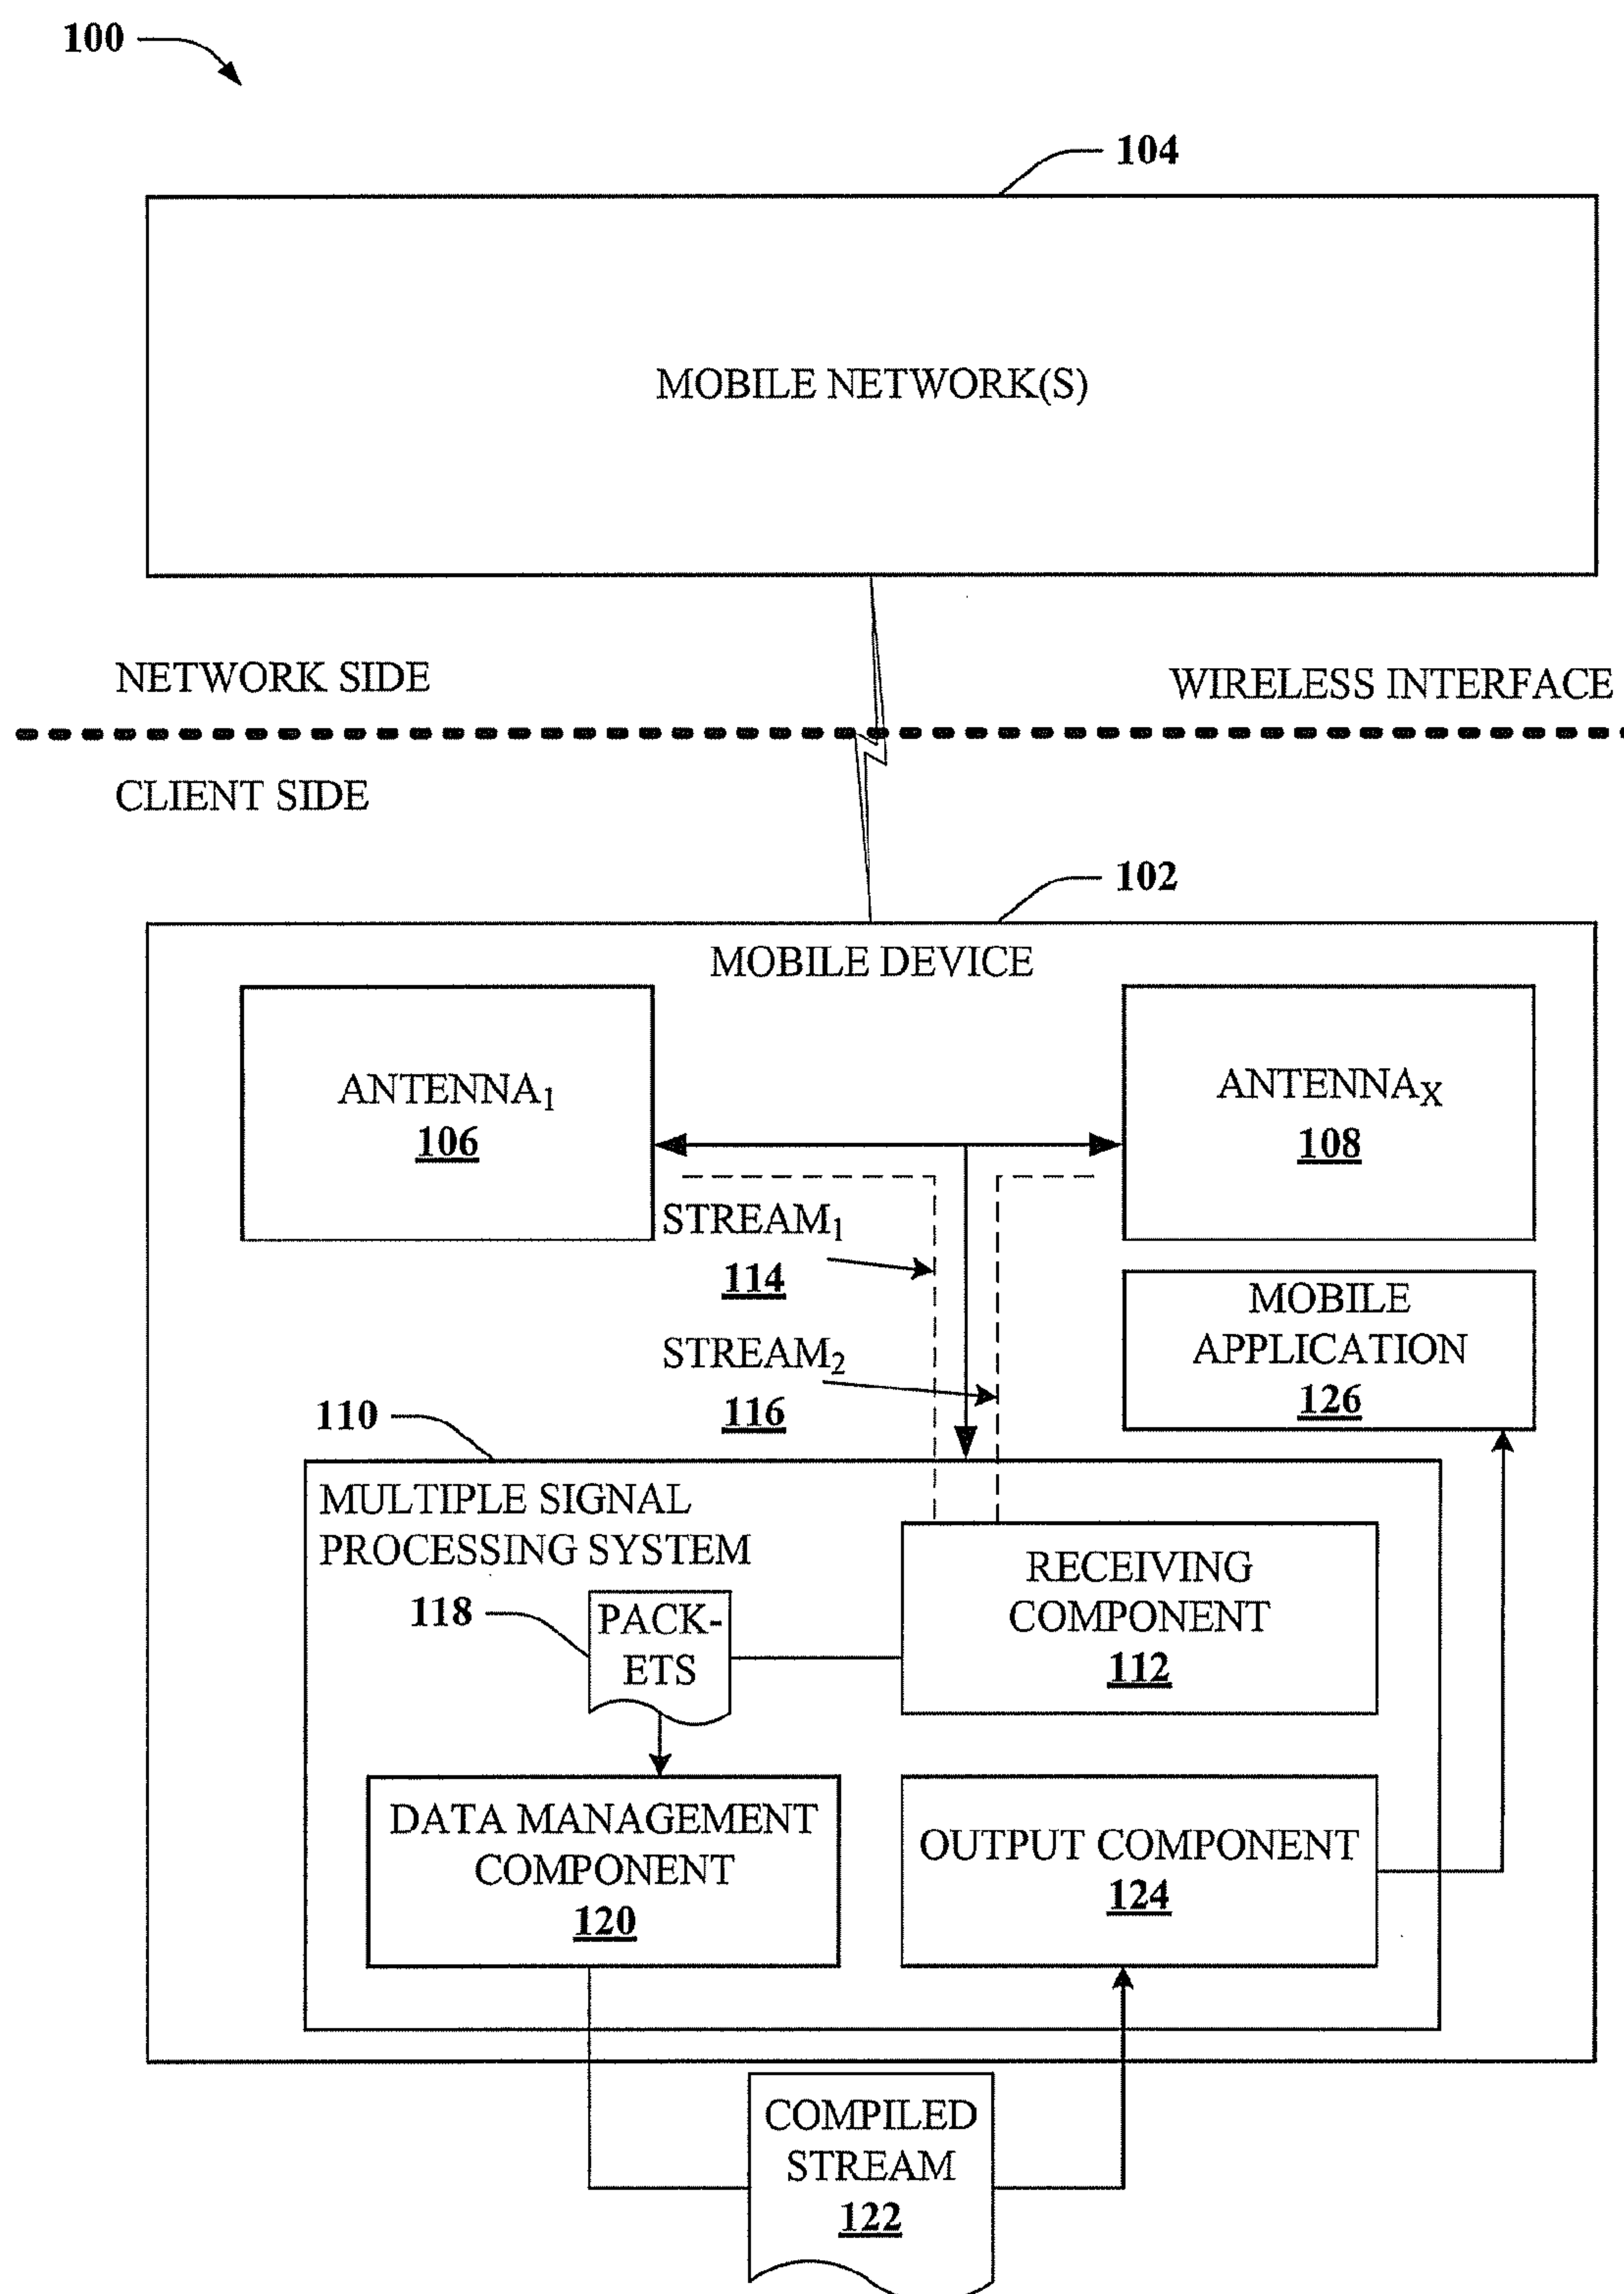 100
104
MOBILE NETWORK(S)
NETWORK SIDE
WIRELESS INTERFACE
CLIENT SIDE
102
MOBILE DEVICE
ANTENNA1
106
ANTENNAX
108
STREAM1
114
MOBILE
APPLICATION
126
STREAM2
116
110
MULTIPLE SIGNAL
PROCESSING SYSTEM
118
PACK-
ETS
RECEIVING
COMPONENT
112
DATA MANAGEMENT
COMPONENT
120
OUTPUT COMPONENT
124
COMPILED
STREAM
122